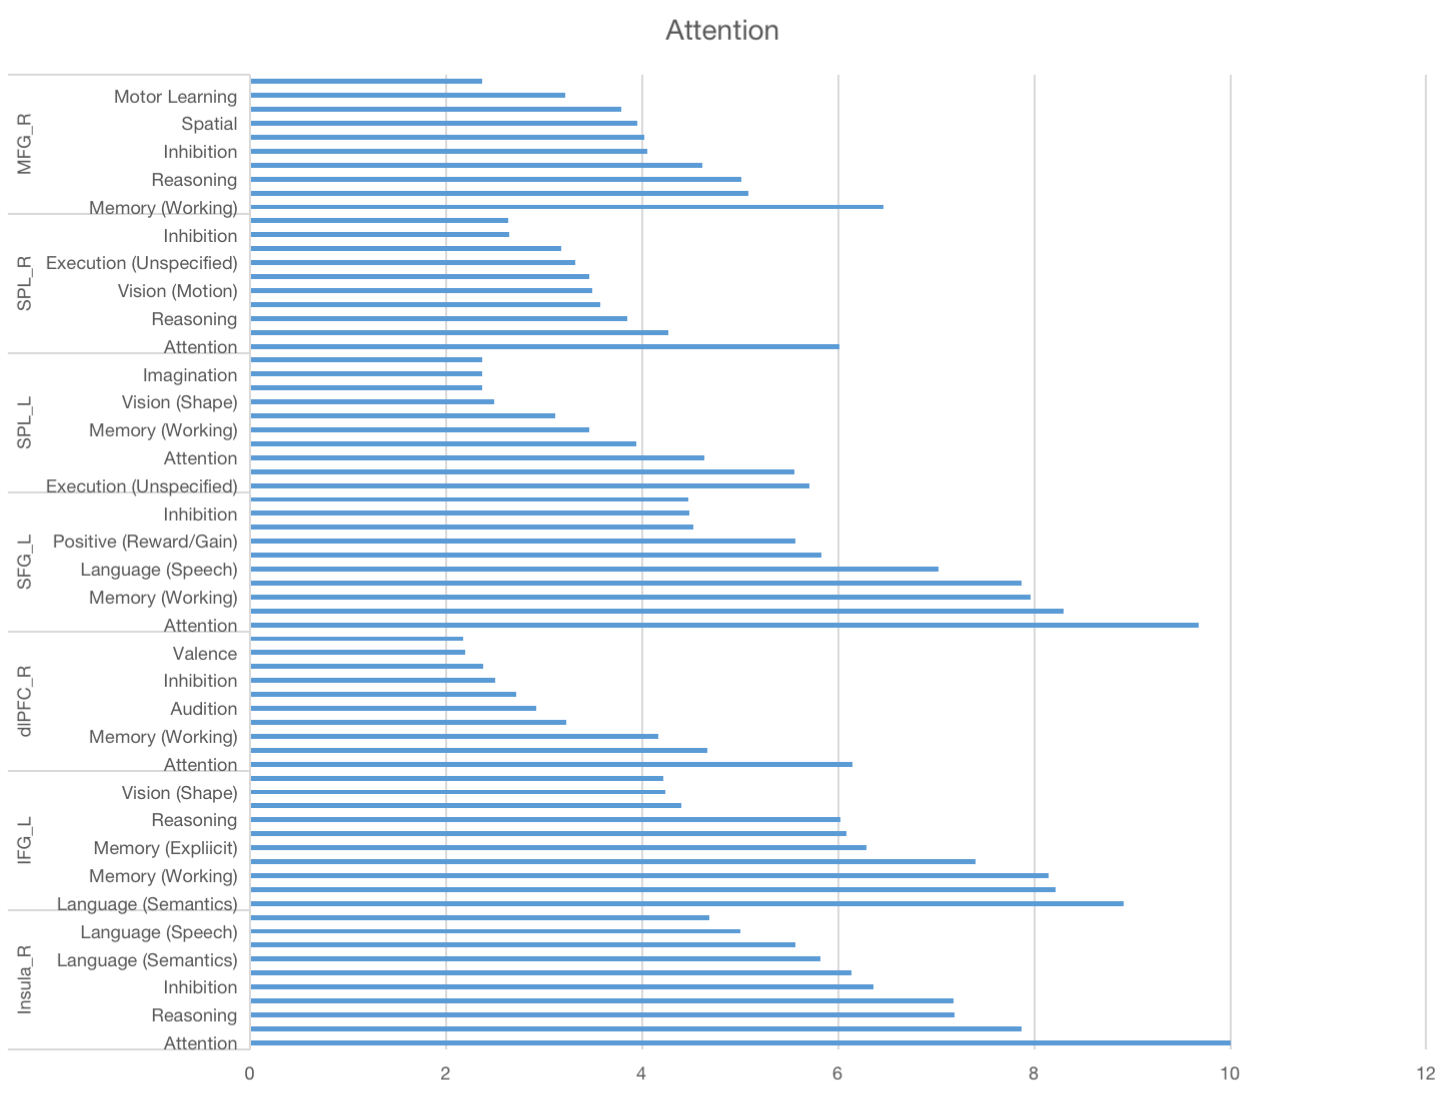 Attention
MFG_R
Motor Learning
Spatial
Inhibition
Reasoning
Memory (Working)
SPL_R
Inhibition
Execution (Unspecified)
Vision (Motion)
Reasoning
Attention
SPL_L
Imagination
Vision (Shape)
Memory (Working)
Attention
Execution (Unspecified)
SFG_L
Inhibition
Positive (Reward/Gain)
Language (Speech)
Memory (Working)
Attention
dlPFC_R
Valence
Inhibition
Audition
Memory (Working)
Attention
IFG_L
Vision (Shape)
Reasoning
Memory (Expliicit)
Memory (Working)
Language (Semantics)
Insula_R
Language (Speech)
Language (Semantics)
Inhibition
Reasoning
Attention
0 2 4 6 8 10 12